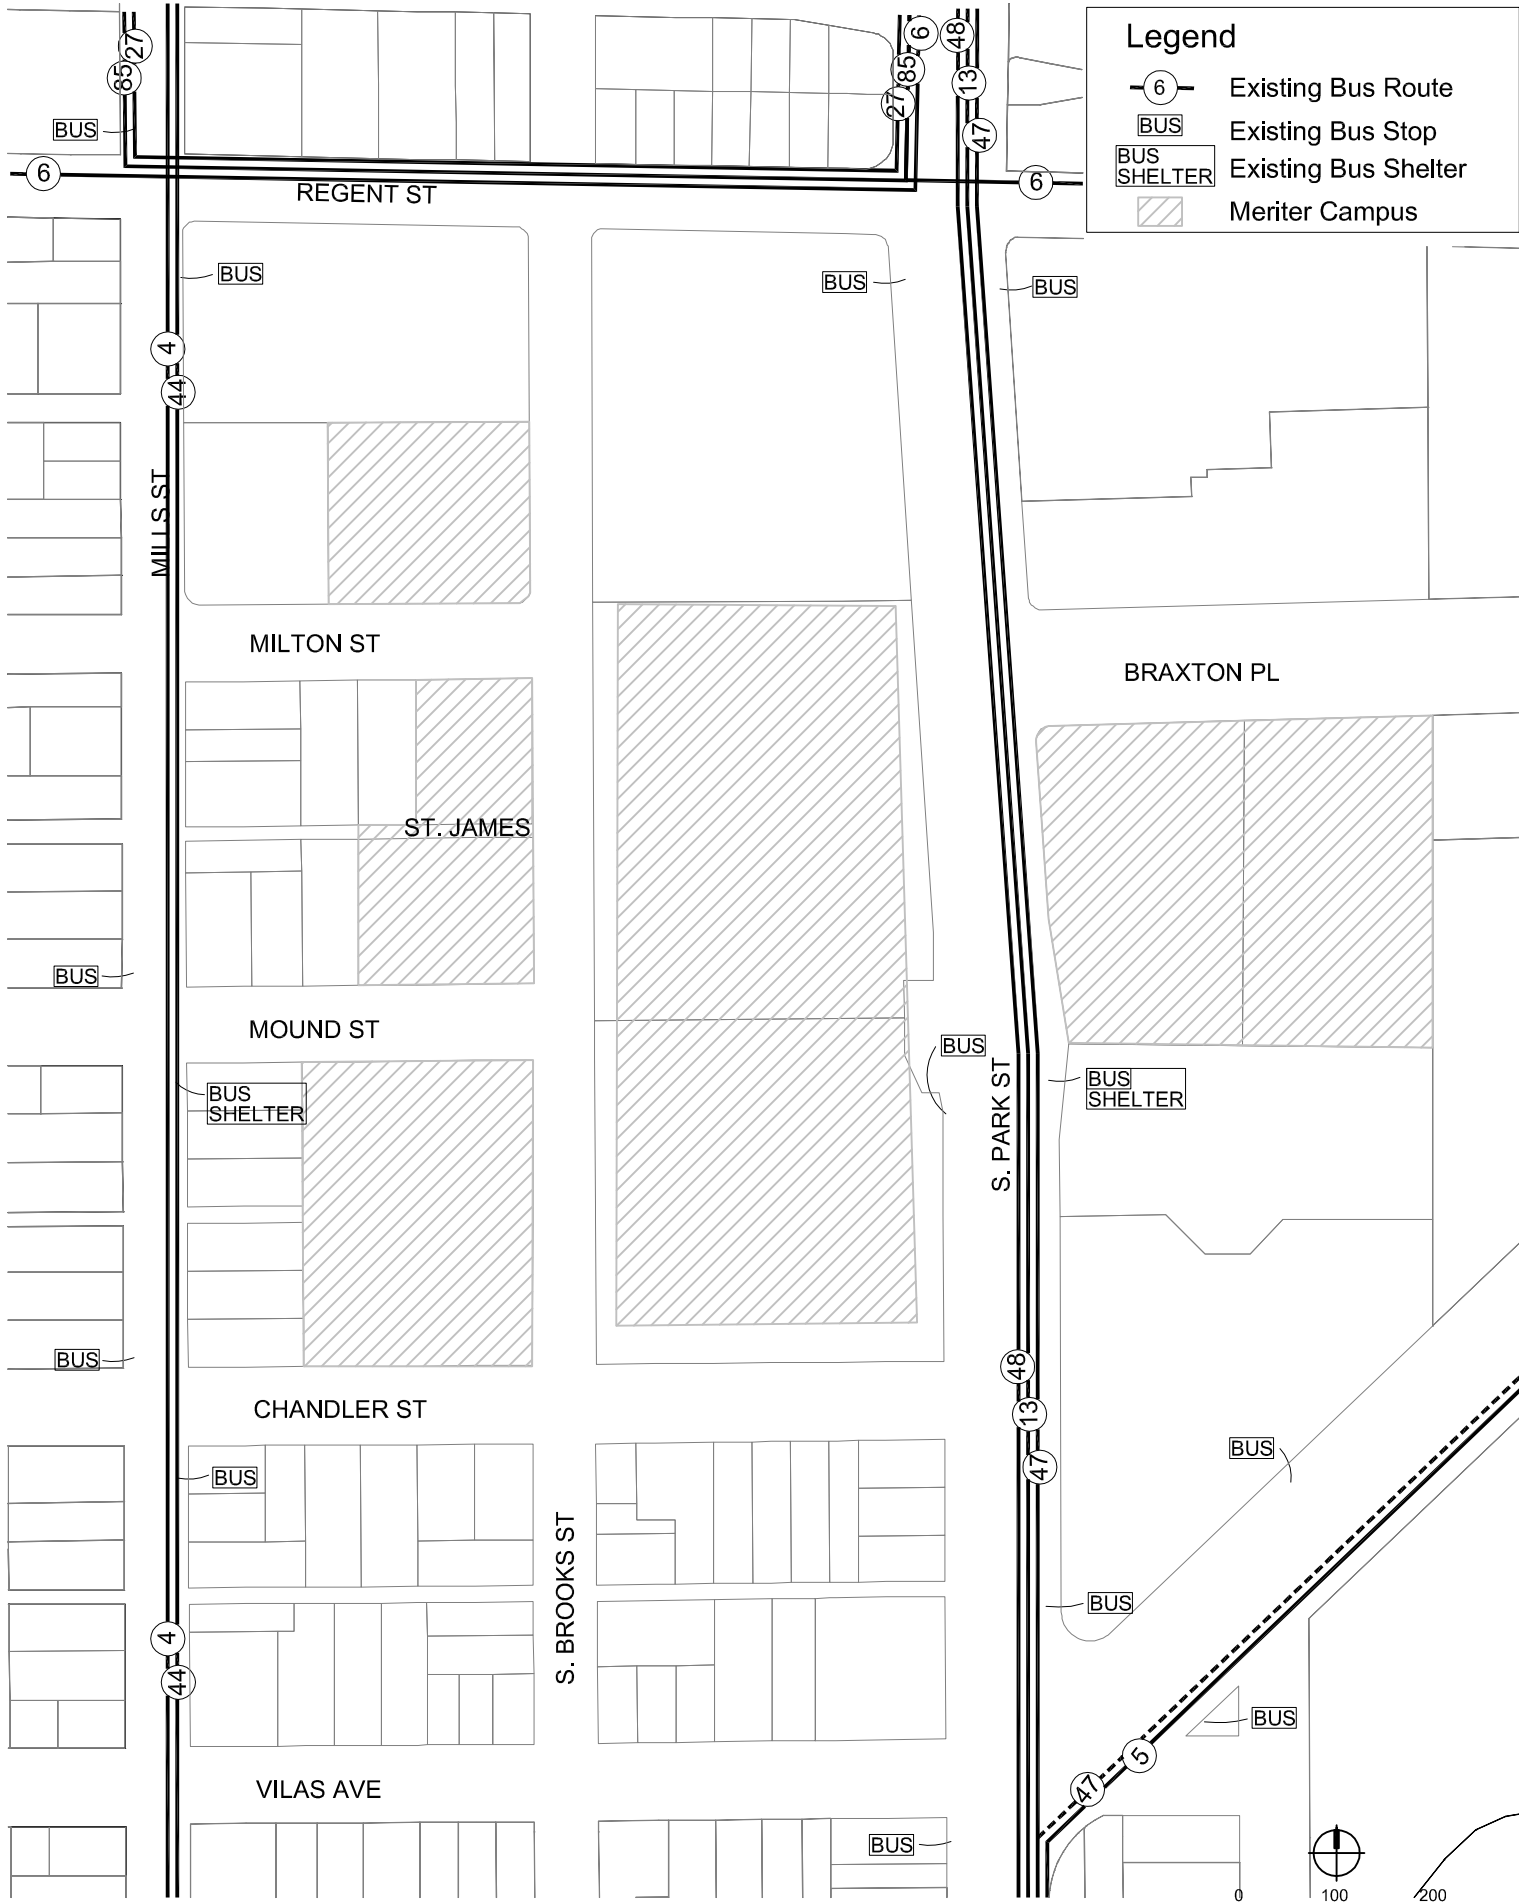 27
85
BUS
6
REGENT ST
6
85
27
48
13
47
6
Legend
6 Existing Bus Route
BUS Existing Bus Stop
BUS
SHELTER Existing Bus Shelter
Meriter Campus
BUS
BUS
BUS
4
44
MILLS ST
MILTON ST
BRAXTON PL
ST. JAMES
BUS
MOUND ST
BUS
S. PARK ST
BUS
SHELTER
BUS
SHELTER
BUS
48
13
47
CHANDLER ST
BUS
BUS
S. BROOKS ST
BUS
4
44
BUS
5
47
VILAS AVE
BUS
0 100 200